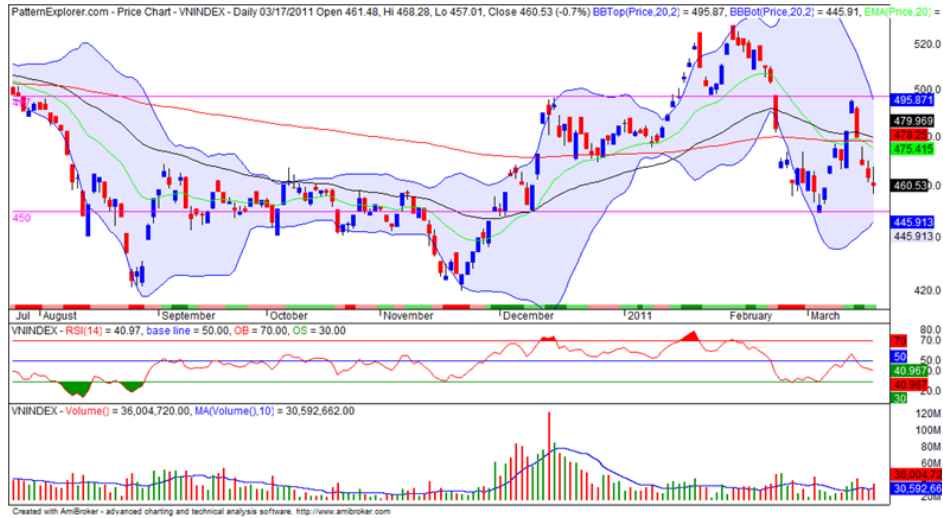 PatternExplorer.com - Price Chart - VNINDEX - Daily 03/17/2011 Open 461.48, Hi 468.28, Lo 457.01, Close 460.53 (-0.7%) BBTop(Price,20,2) = 495.87, BBBot(Price,20,2) = 445.91, EMA(Price,20) =
520.0
500.0
497
495.871
479.969
478.25
475.415
460.530
450
445.913
445.9130
420.0
Jul August September October November December 2011 February March
VNINDEX - RSI(14) = 40.97, base line = 50.00, OB = 70.00, OS = 30.00
80.0
70
70.0
50
40.967
40.967
20.0
30
VNINDEX - Volume() = 36,004,720.00, MA(Volume(),10) = 30,592,662.00
120M
100M
80M
60M
36,004,72
30,592,66
20M
Created with AmiBroker - advanced charting and technical analysis software. http://www.amibroker.com